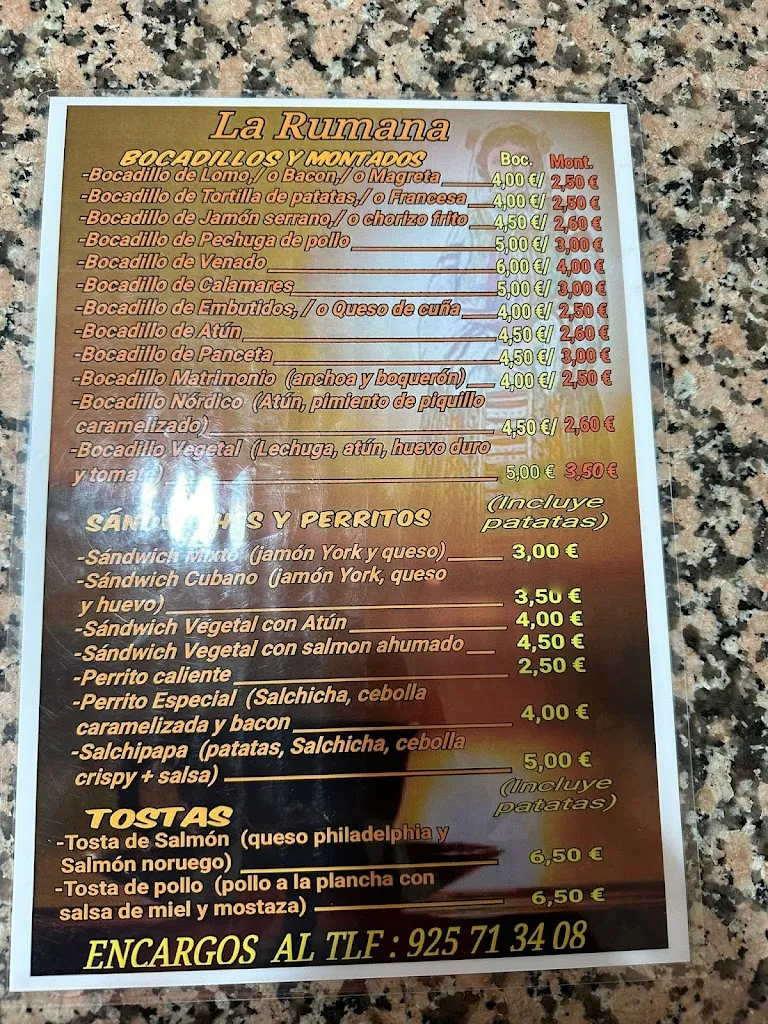 La Rumana
BOCADILLOS Y MONTADOS Boc. Mont.
-Bocadillo de Lomo,/ o Bacon,/ o Magreta 4,00 €/ 2,50 €
-Bocadillo de Tortilla de patatas,/ o Francesa 4,00 €/ 2,50 €
-Bocadillo de Jamón serrano,/ o chorizo frito 4,50 €/ 2,60 €
-Bocadillo de Pechuga de pollo 5,00 €/ 3,00 €
-Bocadillo de Venado 6,00 €/ 4,00 €
-Bocadillo de Calamares 5,00 €/ 3,00 €
-Bocadillo de Embutidos, / o Queso de cuña 4,00 €/ 2,50 €
-Bocadillo de Atún 4,50 €/ 2,60 €
-Bocadillo de Panceta 4,50 €/ 3,00 €
-Bocadillo Matrimonio (anchoa y boquerón) 4,00 €/ 2,50 €
-Bocadillo Nórdico (Atún, pimiento de piquillo
caramelizado) 4,50 €/ 2,60 €
-Bocadillo Vegetal (Lechuga, atún, huevo duro
y tomate) 5,00 € 3,50 €
SÁNDWICHES Y PERRITOS (Incluye
patatas)
-Sándwich Mixto (jamón York y queso) 3,00 €
-Sándwich Cubano (jamón York, queso
y huevo) 3,50 €
-Sándwich Vegetal con Atún 4,00 €
-Sándwich Vegetal con salmon ahumado 4,50 €
-Perrito caliente 2,50 €
-Perrito Especial (Salchicha, cebolla
caramelizada y bacon 4,00 €
-Salchipapa (patatas, Salchicha, cebolla
crispy + salsa) 5,00 €
(Incluye
patatas)
TOSTAS
-Tosta de Salmón (queso philadelphia y
Salmón noruego) 6,50 €
-Tosta de pollo (pollo a la plancha con
salsa de miel y mostaza) 6,50 €
ENCARGOS AL TLF : 925 71 34 08